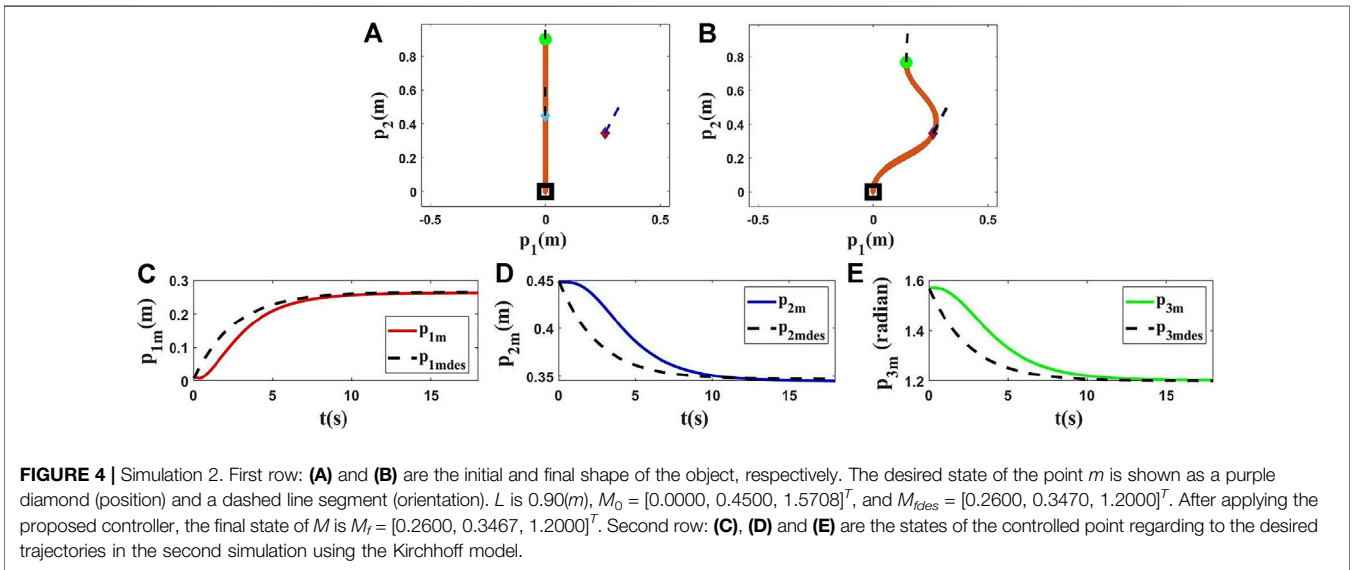 A
B
p2(m)
0.8
0.6
0.4
0.2
0
-0.5
0
0.5
p1(m)
p2(m)
0.8
0.6
0.4
0.2
0
-0.5
0
0.5
p1(m)
C
D
E
p1m(m)
0.3
0.2
0.1
0
0
5
10
15
t(s)
p1m
p1mdes
p2m(m)
0.45
0.4
0.35
0
5
10
15
t(s)
p2m
p2mdes
p3m (radian)
1.6
1.4
1.2
0
5
10
15
t(s)
p3m
p3mdes
FIGURE 4 | Simulation 2. First row: (A) and (B) are the initial and final shape of the object, respectively. The desired state of the point m is shown as a purple
diamond (position) and a dashed line segment (orientation). L is 0.90(m), M0 = [0.0000, 0.4500, 1.5708]^T, and Mfdes = [0.2600, 0.3470, 1.2000]^T. After applying the
proposed controller, the final state of M is Mf = [0.2600, 0.3467, 1.2000]^T. Second row: (C), (D) and (E) are the states of the controlled point regarding to the desired
trajectories in the second simulation using the Kirchhoff model.